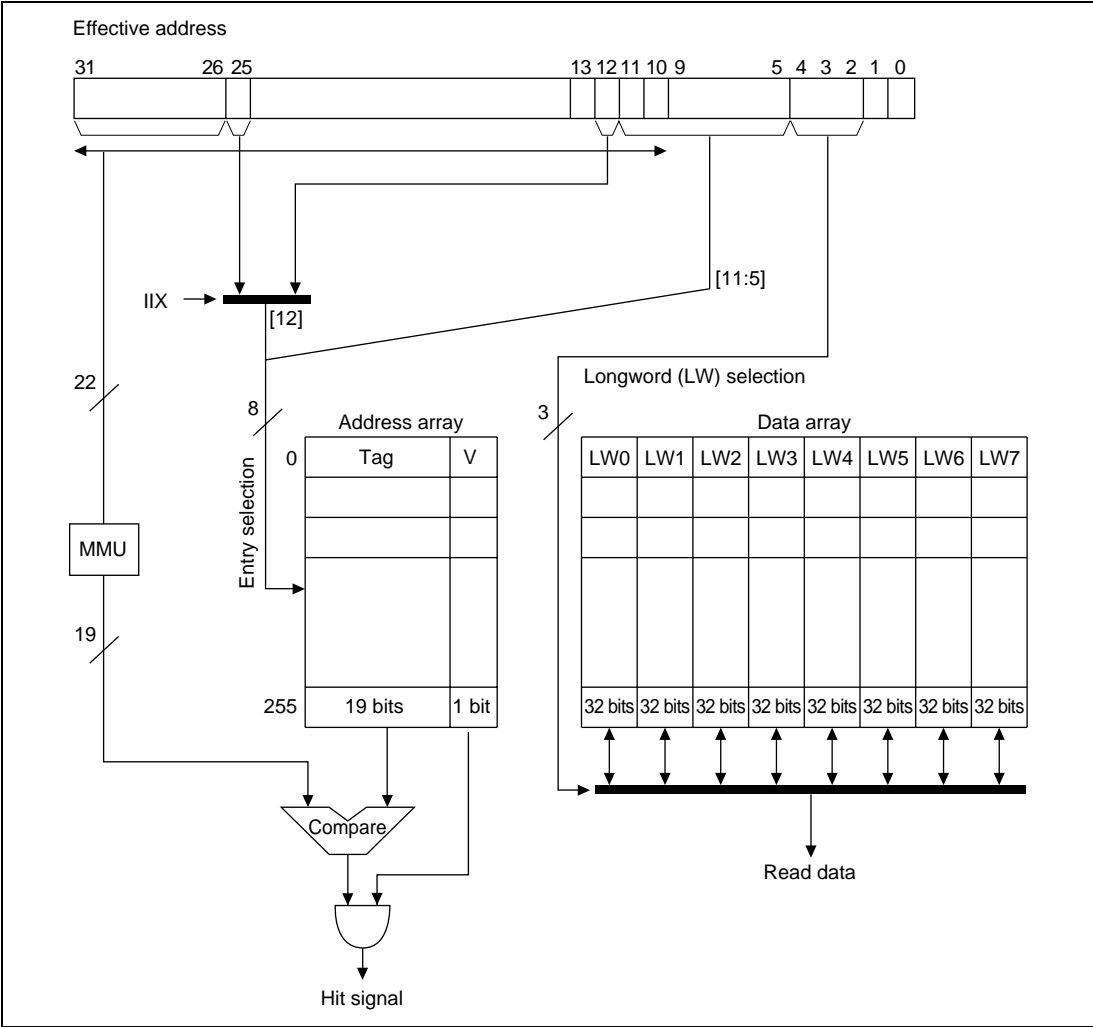 Effective address
31 26 25 13 12 11 10 9 5 4 3 2 1 0
[11:5]
IIX
[12]
Longword (LW) selection
22
8
3
Address array
Data array
0 Tag V
LW0 LW1 LW2 LW3 LW4 LW5 LW6 LW7
Entry selection
MMU
19
255 19 bits 1 bit
32 bits 32 bits 32 bits 32 bits 32 bits 32 bits 32 bits 32 bits
Compare
Read data
Hit signal